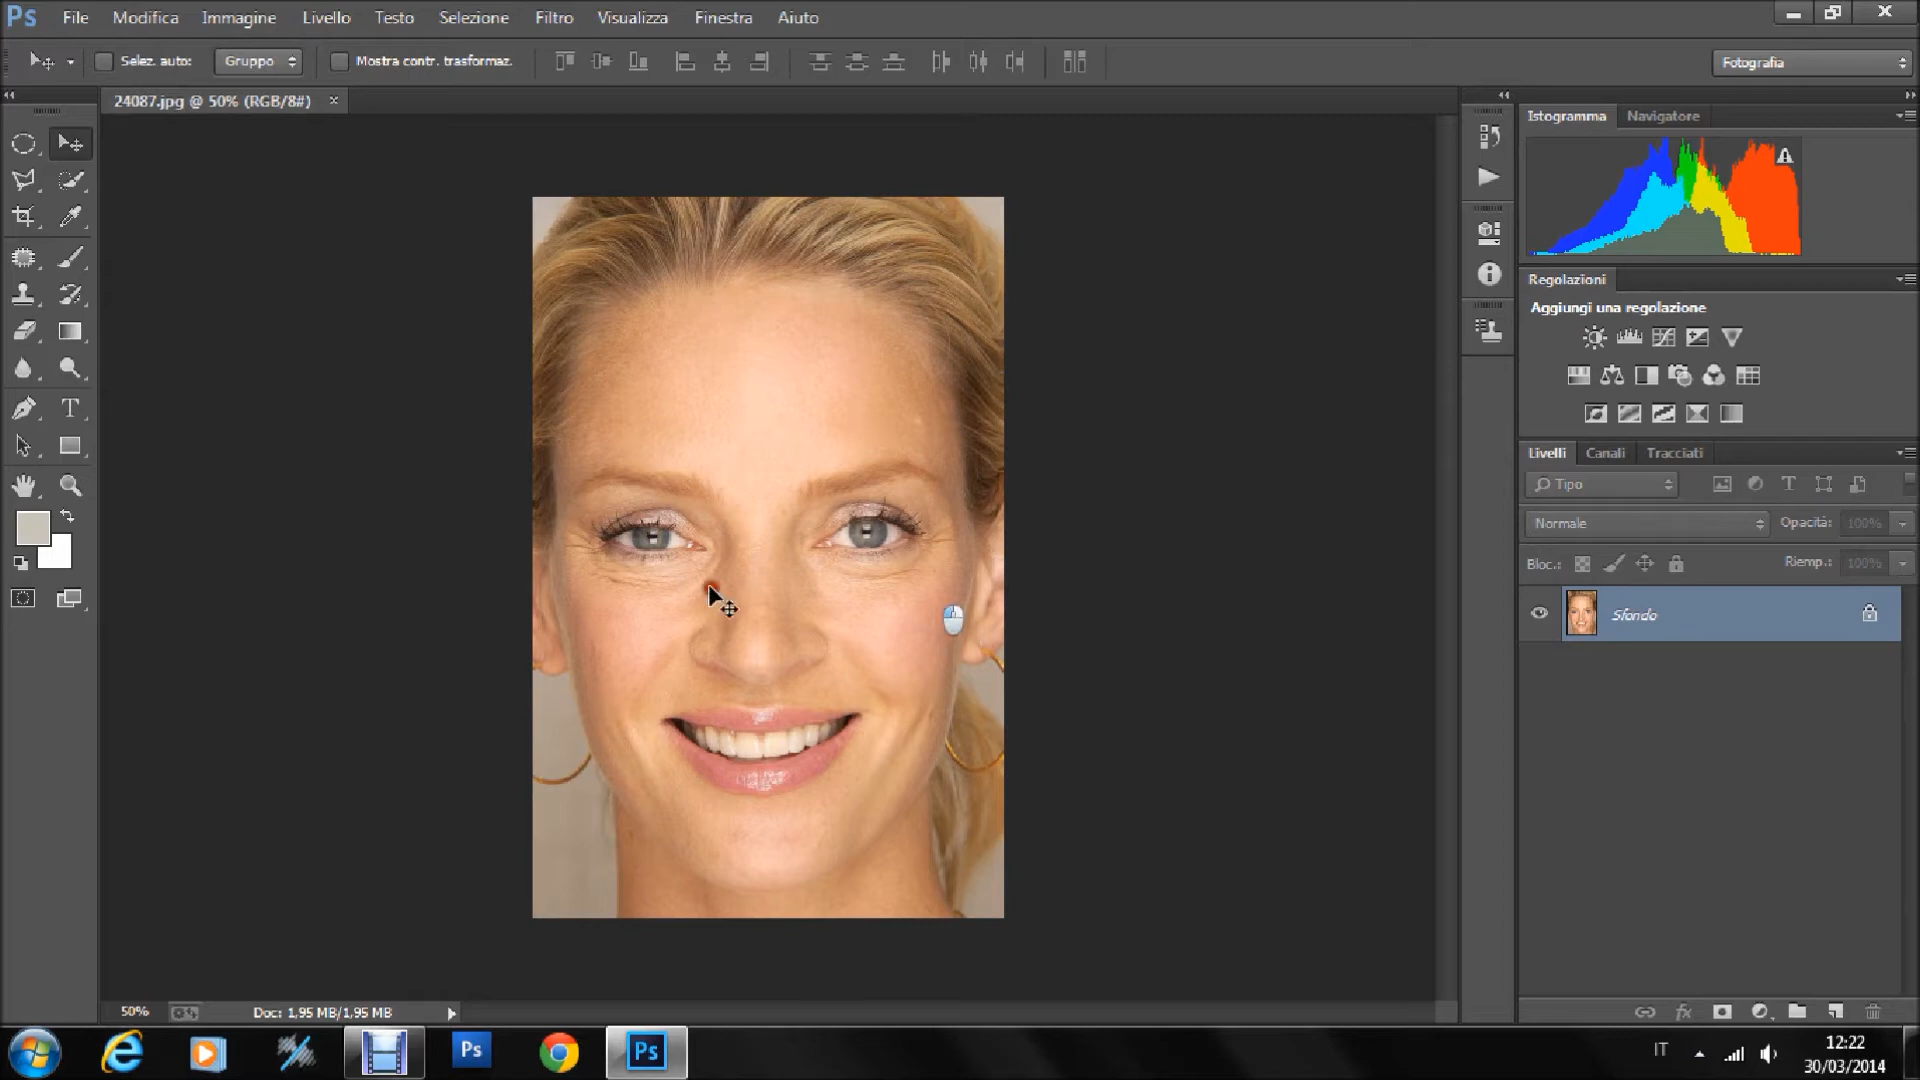 Ps File Modifica Immagine Livello Testo Selezione Filtro Visualizza Finestra Aiuto
Selez. auto: Gruppo Mostra contr. trasformaz. Fotografia
24087.jpg @ 50% (RGB/8#) ×
Istogramma Navigatore
Regolazioni
Aggiungi una regolazione
Livelli Canali Tracciati
Tipo
Normale Opacità: 100%
Bloc.: Riemp.: 100%
Sfondo
50% Doc: 1,95 MB/1,95 MB
Ps Ps IT 12:22
30/03/2014